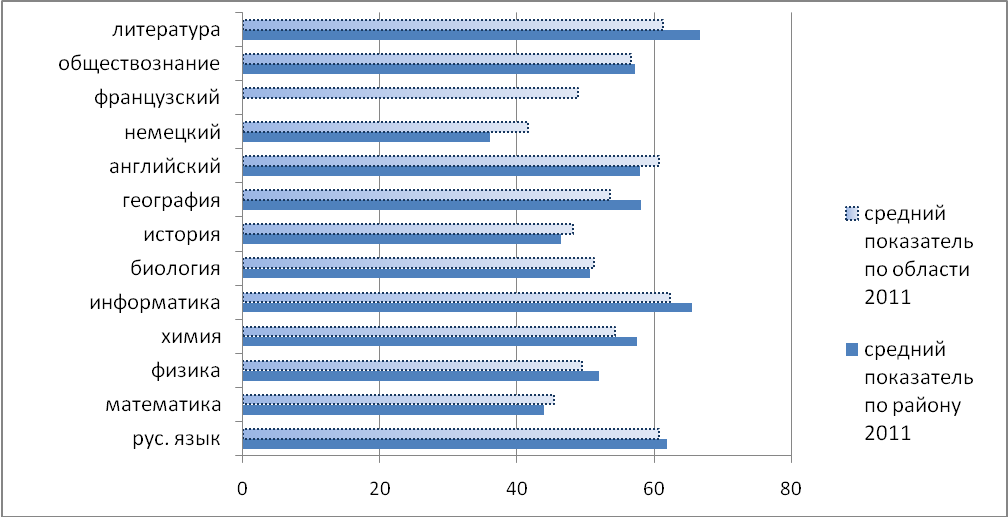 литература
обществознание
французский
немецкий
английский
география
история
биология
информатика
химия
физика
математика
рус. язык
0 20 40 60 80
средний
показатель
по области
2011
средний
показатель
по району
2011